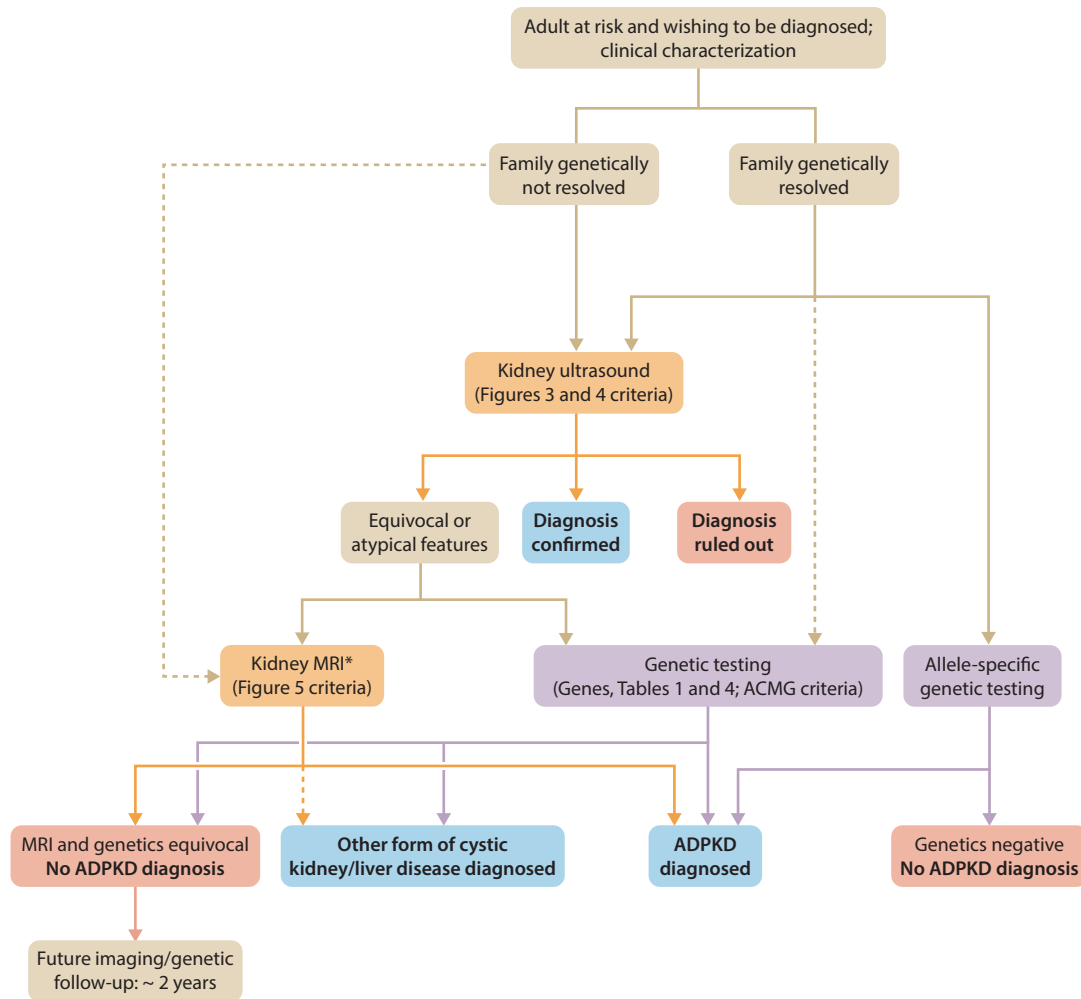 Adult at risk and wishing to be diagnosed;
clinical characterization
Family genetically
not resolved
Family genetically
resolved
Kidney ultrasound
(Figures 3 and 4 criteria)
Equivocal or
atypical features
Diagnosis
confirmed
Diagnosis
ruled out
Kidney MRI*
(Figure 5 criteria)
Genetic testing
(Genes, Tables 1 and 4; ACMG criteria)
Allele-specific
genetic testing
MRI and genetics equivocal
No ADPKD diagnosis
Other form of cystic
kidney/liver disease diagnosed
ADPKD
diagnosed
Genetics negative
No ADPKD diagnosis
Future imaging/genetic
follow-up: ~ 2 years